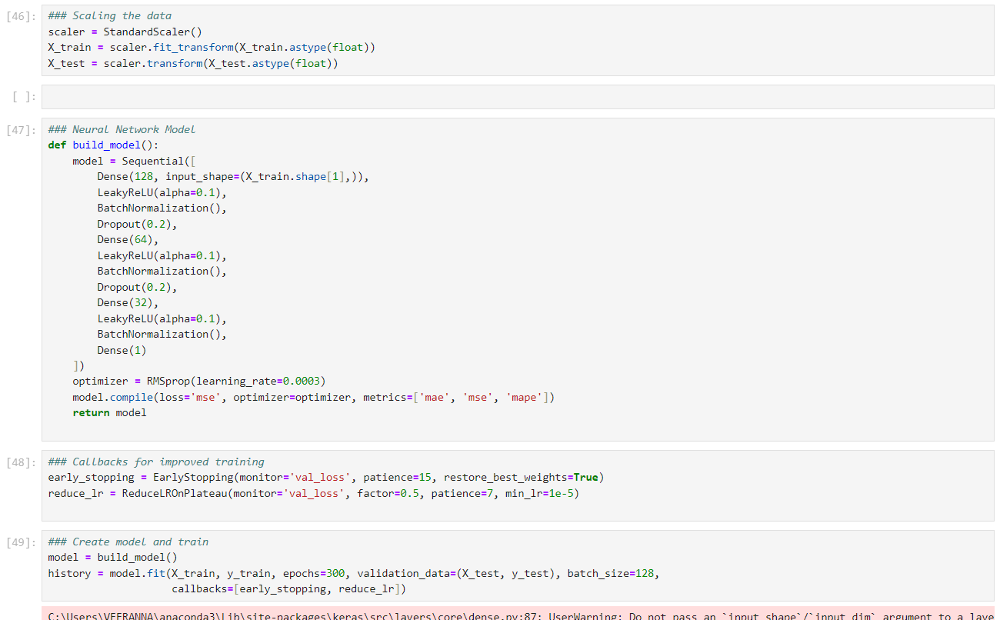 [46]: ### Scaling the data
scaler = StandardScaler()
X_train = scaler.fit_transform(X_train.astype(float))
X_test = scaler.transform(X_test.astype(float))
[ ]:
[47]: ### Neural Network Model
def build_model():
    model = Sequential([
        Dense(128, input_shape=(X_train.shape[1],)),
        LeakyReLU(alpha=0.1),
        BatchNormalization(),
        Dropout(0.2),
        Dense(64),
        LeakyReLU(alpha=0.1),
        BatchNormalization(),
        Dropout(0.2),
        Dense(32),
        LeakyReLU(alpha=0.1),
        BatchNormalization(),
        Dense(1)
    ])
    optimizer = RMSprop(learning_rate=0.0003)
    model.compile(loss='mse', optimizer=optimizer, metrics=['mae', 'mse', 'mape'])
    return model
[48]: ### Callbacks for improved training
early_stopping = EarlyStopping(monitor='val_loss', patience=15, restore_best_weights=True)
reduce_lr = ReduceLROnPlateau(monitor='val_loss', factor=0.5, patience=7, min_lr=1e-5)
[49]: ### Create model and train
model = build_model()
history = model.fit(X_train, y_train, epochs=300, validation_data=(X_test, y_test), batch_size=128,
                    callbacks=[early_stopping, reduce_lr])
C:\Users\VEERANNA\anaconda3\Lib\site-packages\keras\src\layers\core\dense.py:87: UserWarning: Do not pass an `input_shape`/`input_dim` argument to a laye